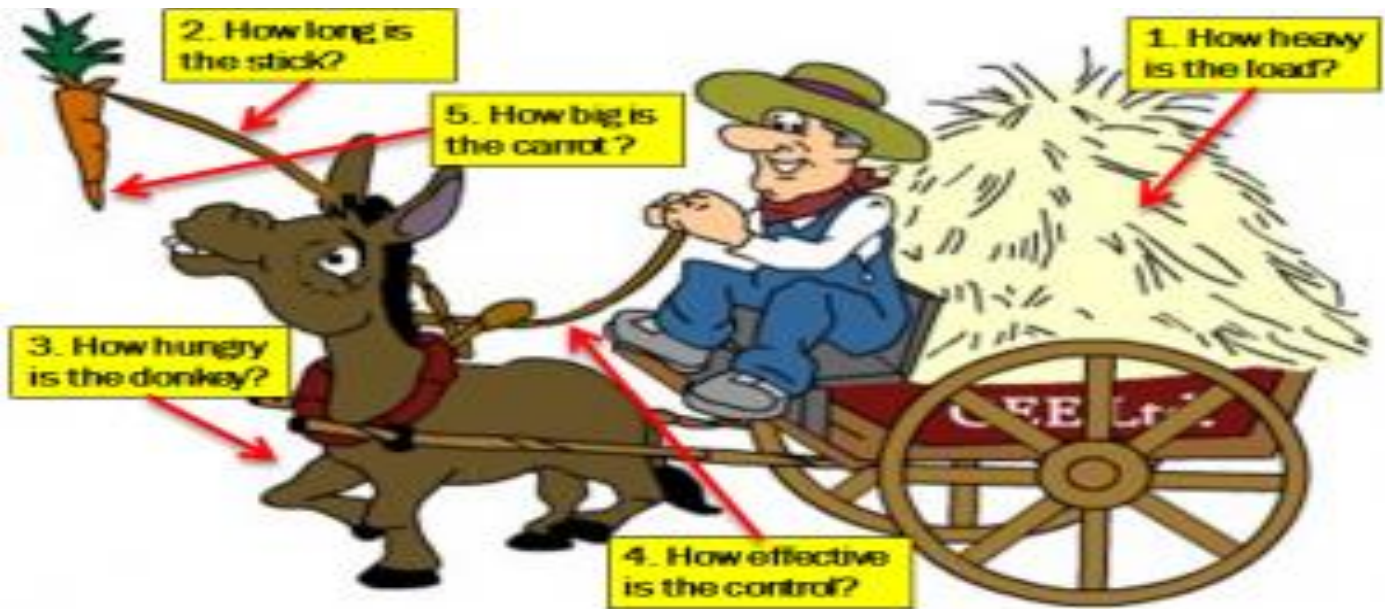 1. How heavy
is the load?
2. How long is
the stick?
3. How hungry
is the donkey?
4. How effective
is the control?
5. How big is
the carrot ?
Ltd.